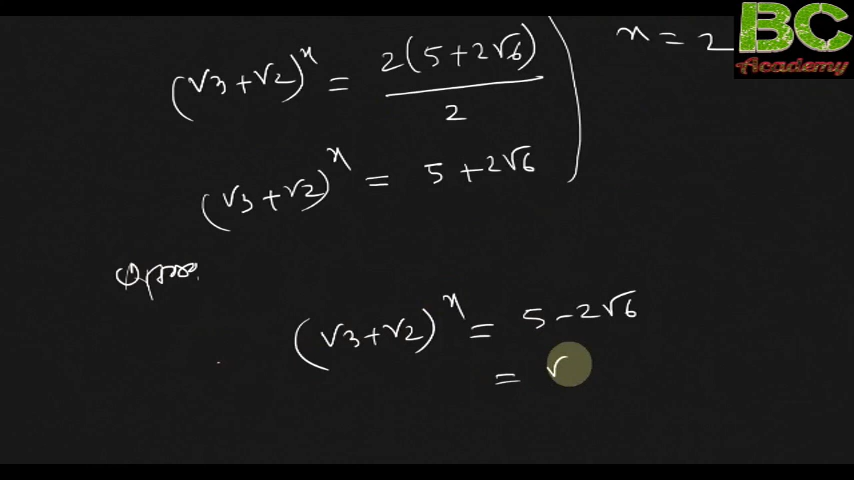 (√3+√2)^x = 2(5+2√6)/2
x = 2
(√3+√2)^x = 5+2√6
(√3+√2)^x = 5-2√6
= √
BC
Academy